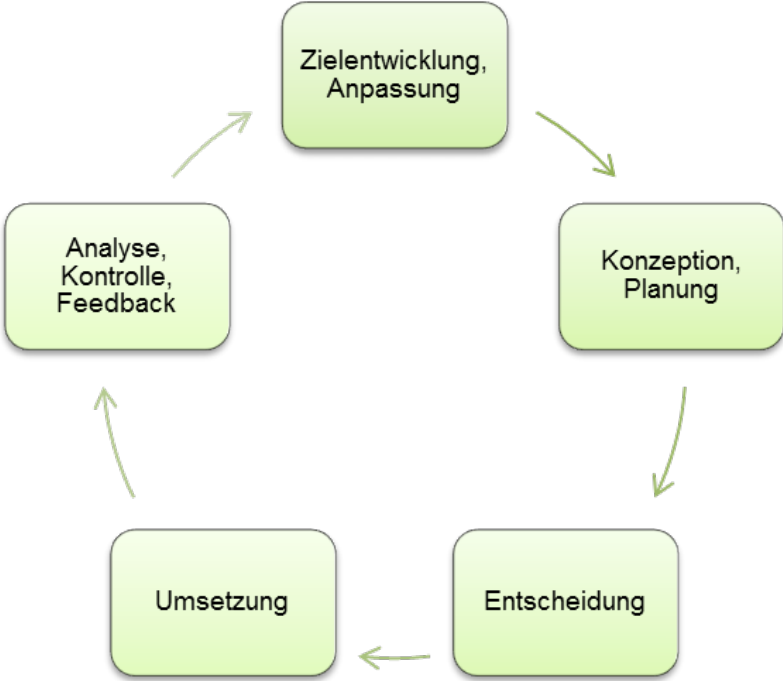 Zielentwicklung,
Anpassung
Konzeption,
Planung
Entscheidung
Umsetzung
Analyse,
Kontrolle,
Feedback